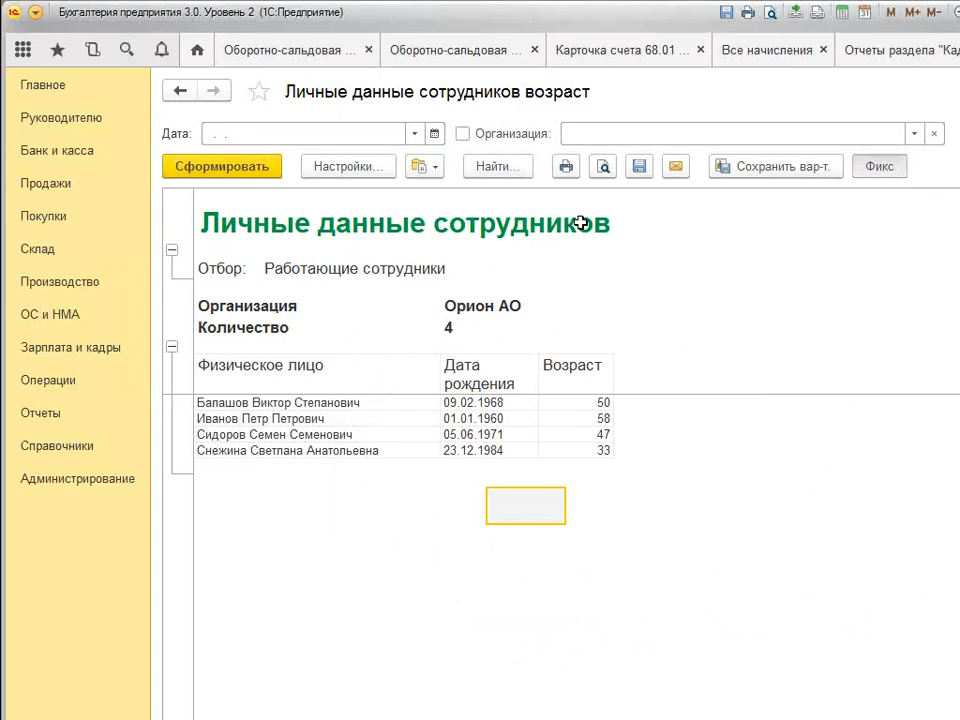 Бухгалтерия предприятия 3.0. Уровень 2 (1С:Предприятие)
M M+ M−
Оборотно-сальдовая ... × Оборотно-сальдовая ... × Карточка счета 68.01 ... × Все начисления × Отчеты раздела "Ка
Главное
Руководителю
Банк и касса
Продажи
Покупки
Склад
Производство
ОС и НМА
Зарплата и кадры
Операции
Отчеты
Справочники
Администрирование
Личные данные сотрудников возраст
Дата: . . Организация:
Сформировать Настройки... Найти... Сохранить вар-т. Фикс
Личные данные сотрудников
Отбор: Работающие сотрудники
Организация Орион АО
Количество 4
Физическое лицо Дата рождения Возраст
Балашов Виктор Степанович 09.02.1968 50
Иванов Петр Петрович 01.01.1960 58
Сидоров Семен Семенович 05.06.1971 47
Снежина Светлана Анатольевна 23.12.1984 33